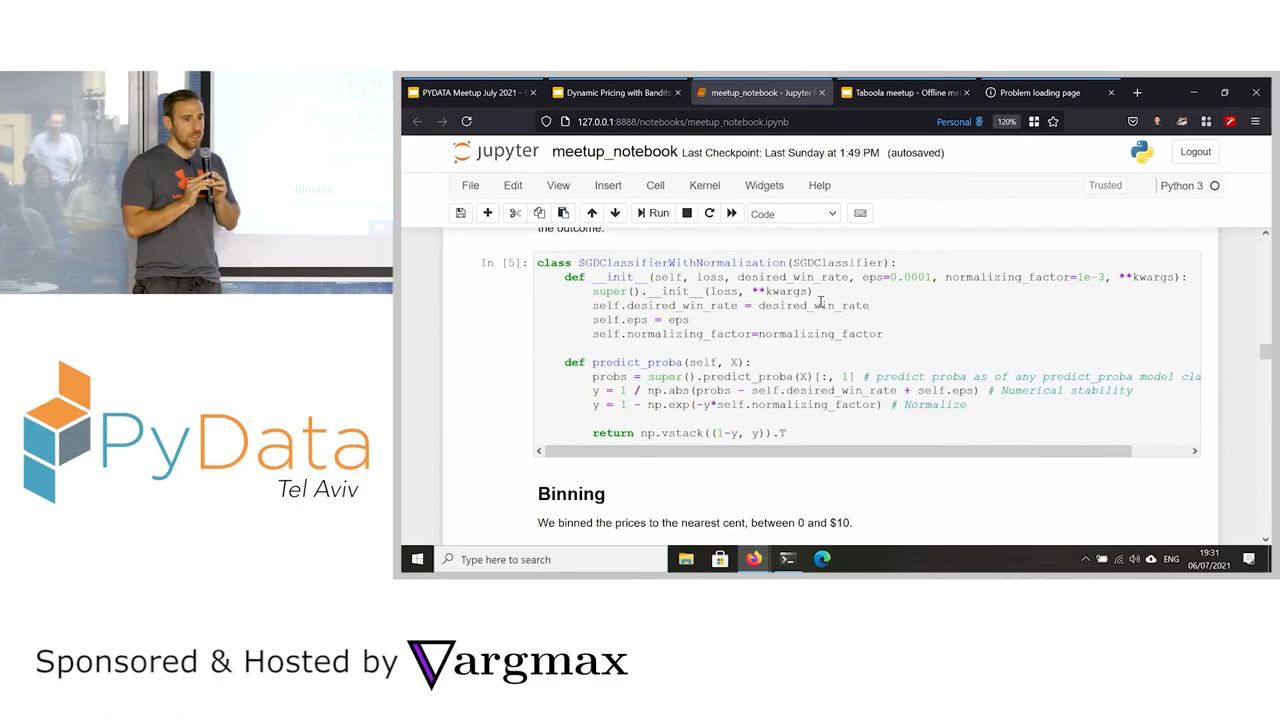 PYDATA Meetup July 2021 -
Dynamic Pricing with Bandits
meetup_notebook - Jupyter
Taboola meetup - Offline me
Problem loading page
127.0.0.1:8888/notebooks/meetup_notebook.ipynb
Personal
120%
jupyter
meetup_notebook Last Checkpoint: Last Sunday at 1:49 PM (autosaved)
Logout
File Edit View Insert Cell Kernel Widgets Help
Trusted
Python 3
Run
Code
the outcome.
In [5]: class SGDClassifierWithNormalization(SGDClassifier):
def __init__(self, loss, desired_win_rate, eps=0.0001, normalizing_factor=1e-3, **kwargs):
super().__init__(loss, **kwargs)
self.desired_win_rate = desired_win_rate
self.eps = eps
self.normalizing_factor=normalizing_factor
def predict_proba(self, X):
probs = super().predict_proba(X)[:, 1] # predict proba as of any predict_proba model cla
y = 1 / np.abs(probs - self.desired_win_rate + self.eps) # Numerical stability
y = 1 - np.exp(-y*self.normalizing_factor) # Normalize
return np.vstack((1-y, y)).T
Binning
We binned the prices to the nearest cent, between 0 and $10.
Type here to search
ENG
19:31
06/07/2021
Binning
PyData
Tel Aviv
Sponsored & Hosted by argmax